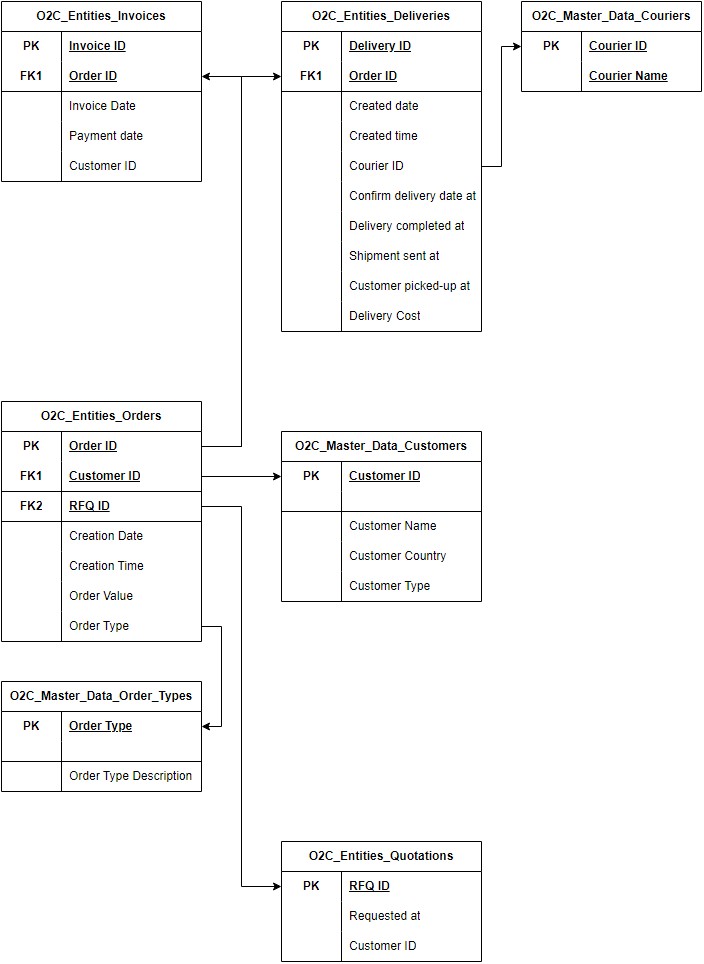 O2C_Entities_Invoices
PK Invoice ID
FK1 Order ID
Invoice Date
Payment date
Customer ID
O2C_Entities_Deliveries
PK Delivery ID
FK1 Order ID
Created date
Created time
Courier ID
Confirm delivery date at
Delivery completed at
Shipment sent at
Customer picked-up at
Delivery Cost
O2C_Master_Data_Couriers
PK Courier ID
Courier Name
O2C_Entities_Orders
PK Order ID
FK1 Customer ID
FK2 RFQ ID
Creation Date
Creation Time
Order Value
Order Type
O2C_Master_Data_Customers
PK Customer ID
Customer Name
Customer Country
Customer Type
O2C_Master_Data_Order_Types
PK Order Type
Order Type Description
O2C_Entities_Quotations
PK RFQ ID
Requested at
Customer ID